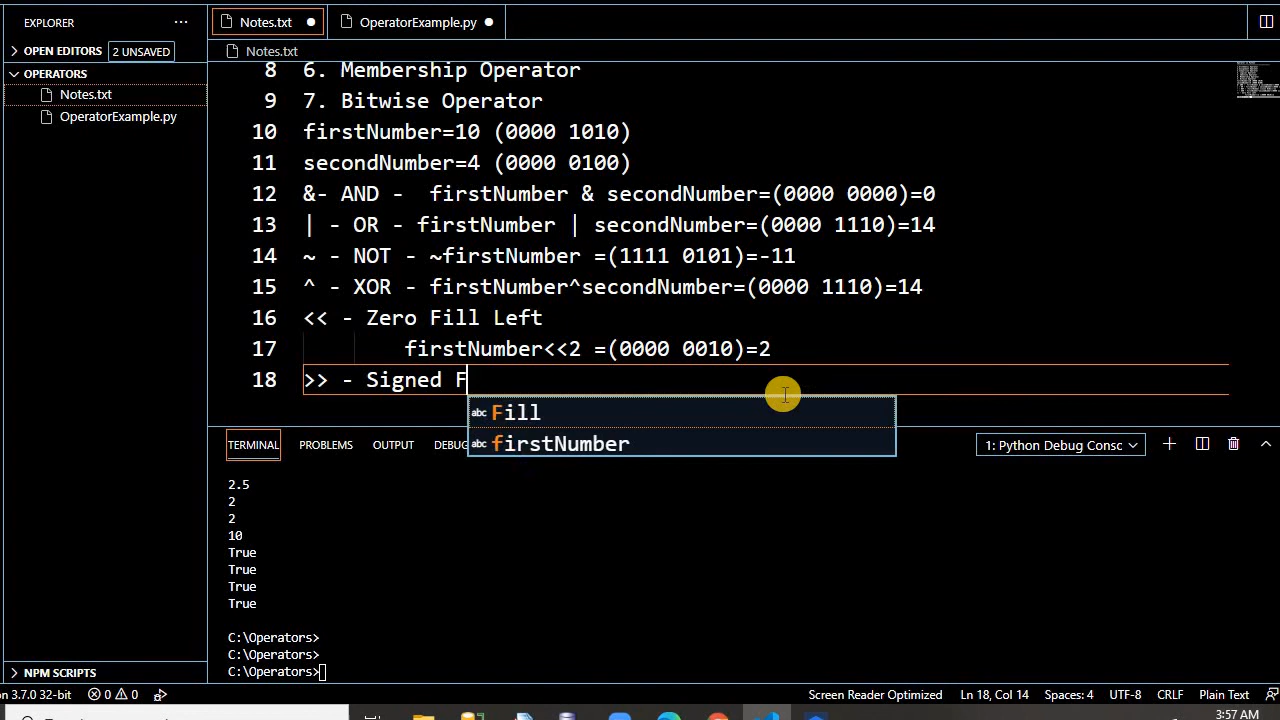 EXPLORER
···
Notes.txt
OperatorExample.py
OPEN EDITORS
2 UNSAVED
Notes.txt
OPERATORS
Notes.txt
OperatorExample.py
8 6. Membership Operator
9 7. Bitwise Operator
10 firstNumber=10 (0000 1010)
11 secondNumber=4 (0000 0100)
12 &- AND -  firstNumber & secondNumber=(0000 0000)=0
13 | - OR - firstNumber | secondNumber=(0000 1110)=14
14 ~ - NOT - ~firstNumber =(1111 0101)=-11
15 ^ - XOR - firstNumber^secondNumber=(0000 1110)=14
16 << - Zero Fill Left
17         firstNumber<<2 =(0000 0010)=2
18 >> - Signed F
abc Fill
abc firstNumber
TERMINAL
PROBLEMS
OUTPUT
DEBUG
1: Python Debug Consc
2.5
2
2
10
True
True
True
True
C:\Operators>
C:\Operators>
C:\Operators>
NPM SCRIPTS
on 3.7.0 32-bit
0
0
Screen Reader Optimized
Ln 18, Col 14
Spaces: 4
UTF-8
CRLF
Plain Text
3:57 AM